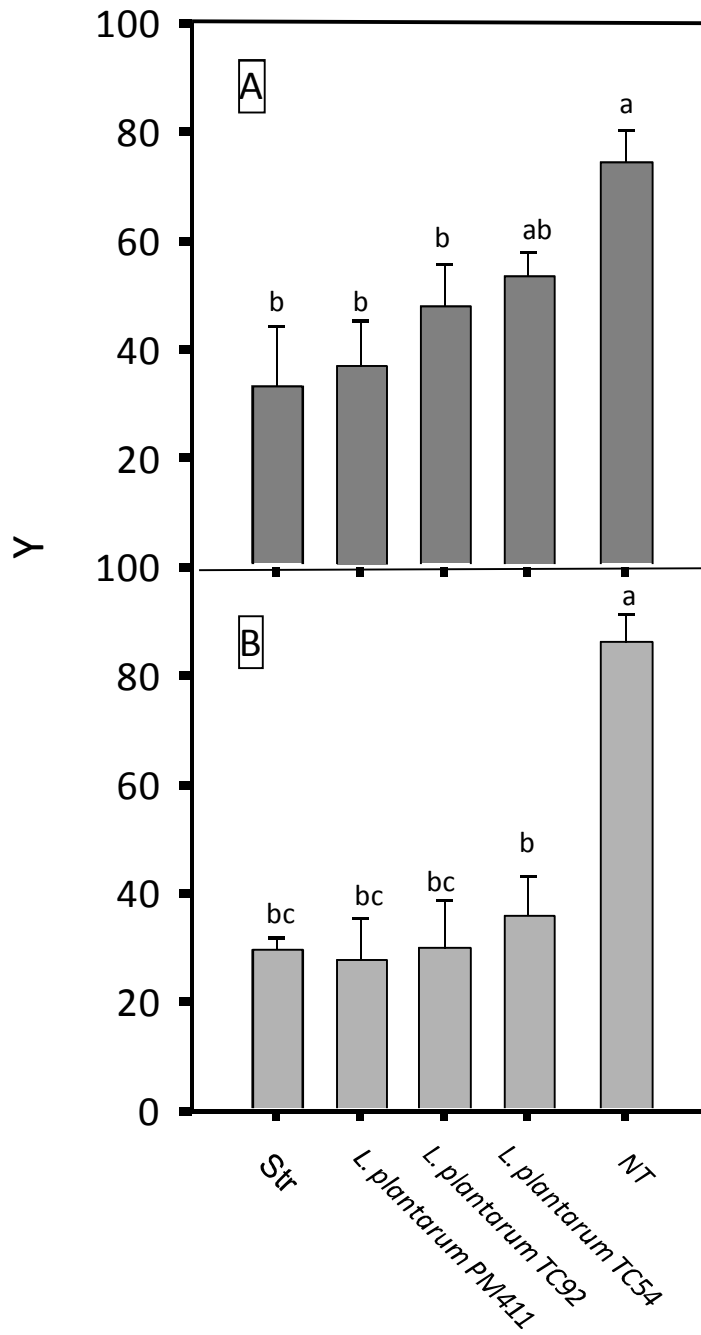 100
A
a
80
b
ab
60
b
b
40
20
Y
100
a
B
80
60
b
bc
bc
bc
40
20
0
Str
L. plantarum PM411
L. plantarum TC92
L. plantarum TC54
NT